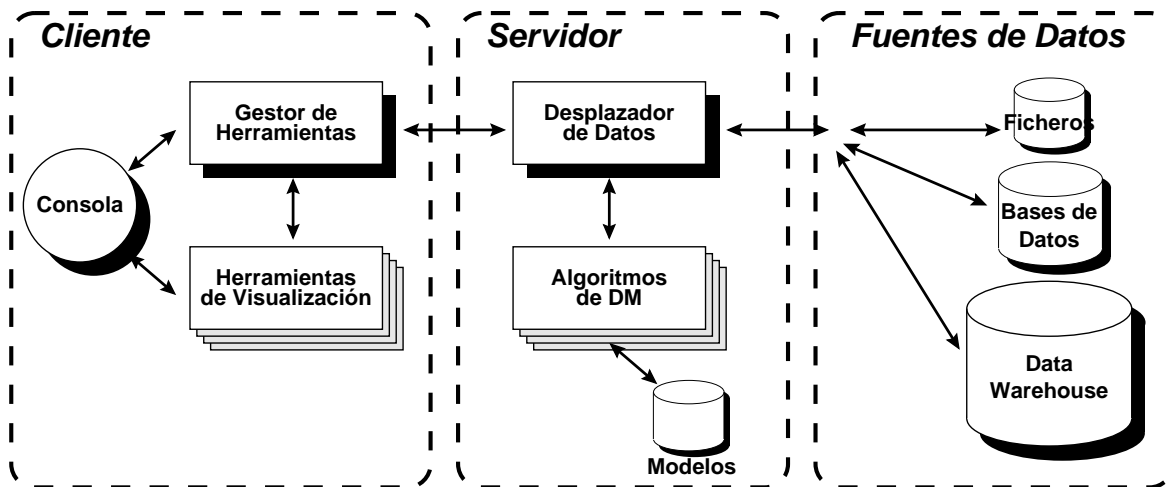 Cliente
Gestor de
Herramientas
Consola
Herramientas
de Visualización
Servidor
Desplazador
de Datos
Algoritmos
de DM
Modelos
Fuentes de Datos
Ficheros
Bases de
Datos
Data
Warehouse